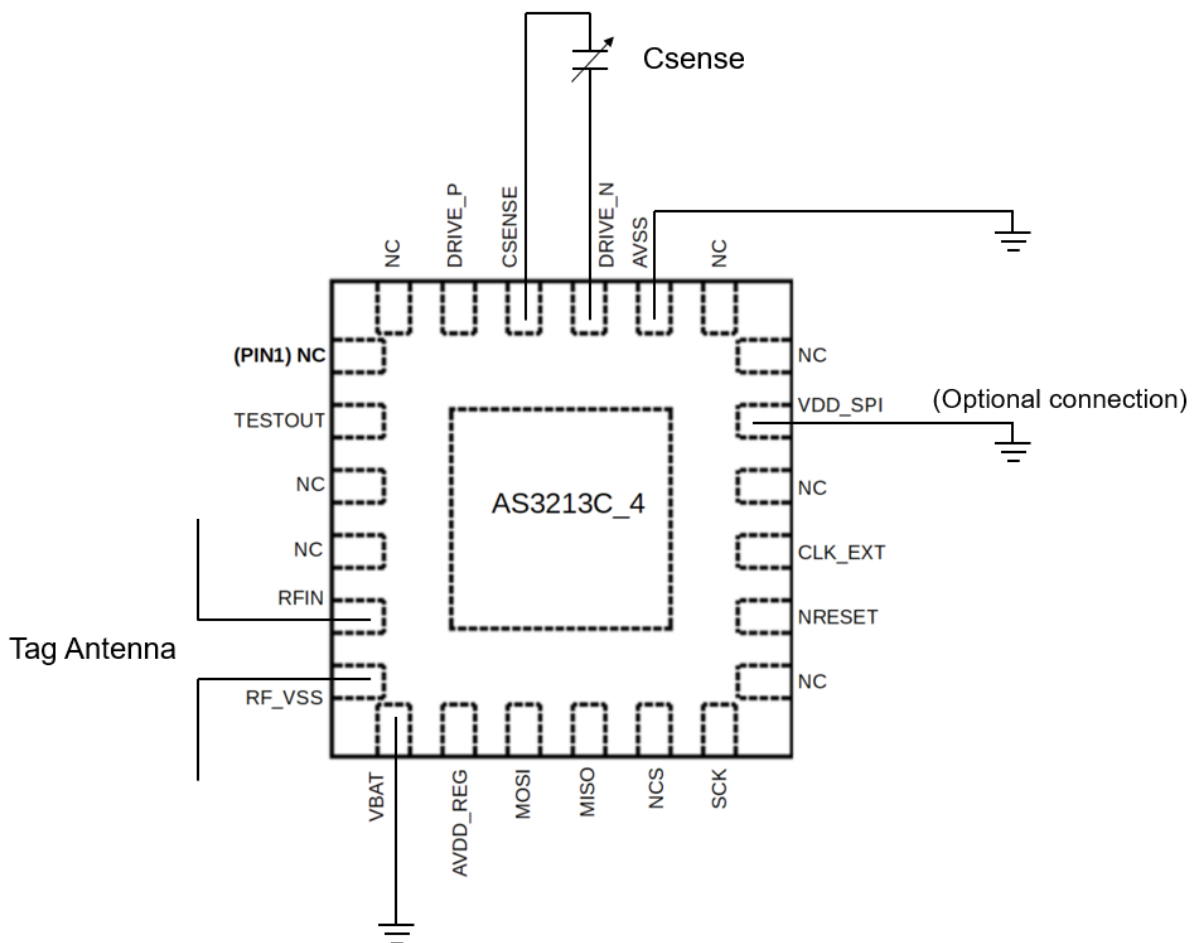 Csense
NC
DRIVE_P
CSENSE
DRIVE_N
AVSS
NC
(PIN1) NC
NC
TESTOUT
VDD_SPI
(Optional connection)
NC
AS3213C_4
NC
NC
CLK_EXT
RFIN
NRESET
Tag Antenna
RF_VSS
NC
VBAT
AVDD_REG
MOSI
MISO
NCS
SCK